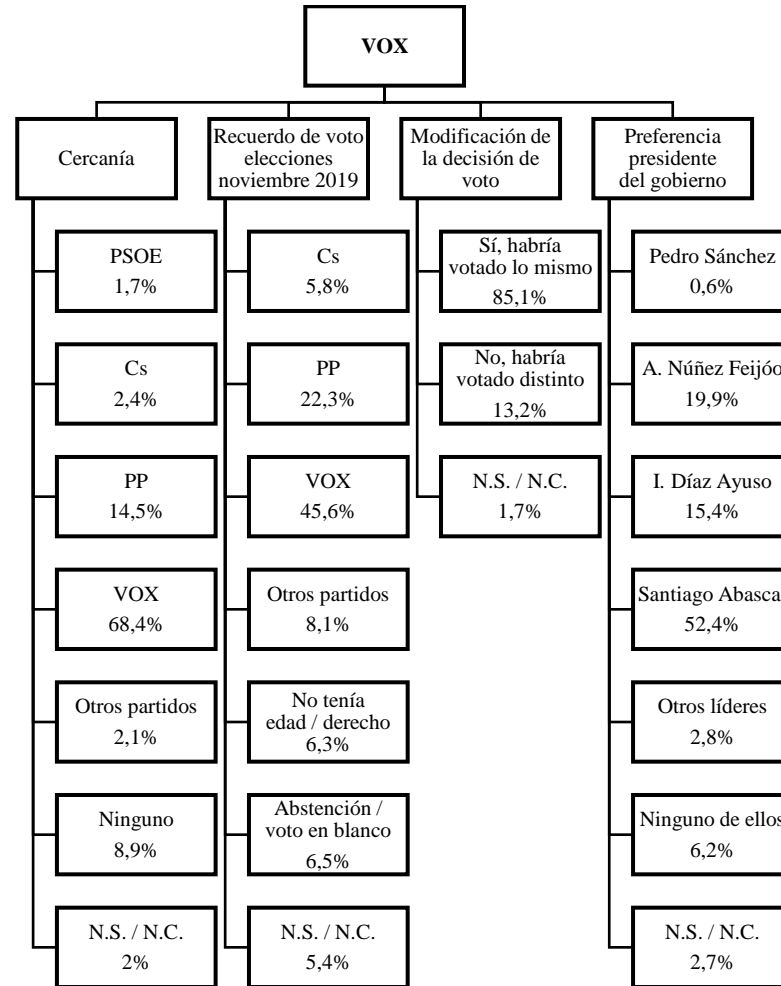 VOX
Cercanía
PSOE
1,7%
Cs
2,4%
PP
14,5%
VOX
68,4%
Otros partidos
2,1%
Ninguno
8,9%
N.S. / N.C.
2%
Recuerdo de voto
elecciones
noviembre 2019
Cs
5,8%
PP
22,3%
VOX
45,6%
Otros partidos
8,1%
No tenía
edad / derecho
6,3%
Abstención /
voto en blanco
6,5%
N.S. / N.C.
5,4%
Modificación de
la decisión de
voto
Sí, habría
votado lo mismo
85,1%
No, habría
votado distinto
13,2%
N.S. / N.C.
1,7%
Preferencia
presidente
del gobierno
Pedro Sánchez
0,6%
A. Núñez Feijóo
19,9%
I. Díaz Ayuso
15,4%
Santiago Abasca
52,4%
Otros líderes
2,8%
Ninguno de ellos
6,2%
N.S. / N.C.
2,7%